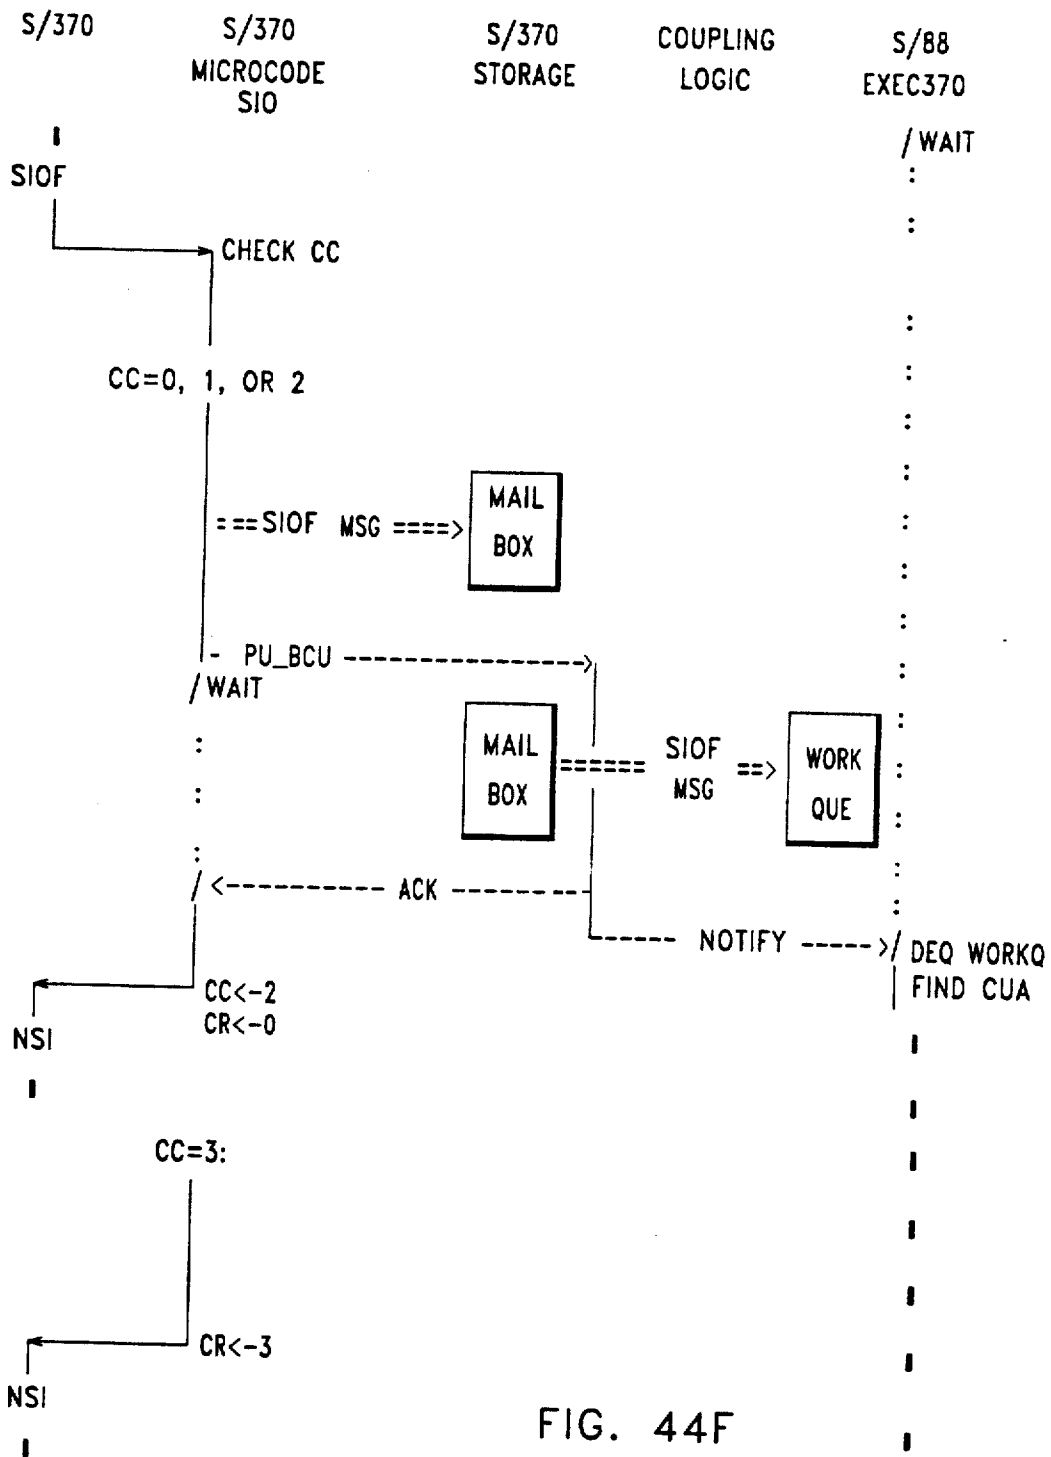 S/370
S/370
MICROCODE
SIO
S/370
STORAGE
COUPLING
LOGIC
S/88
EXEC370
/WAIT
SIOF
CHECK CC
CC=0, 1, OR 2
===SIOF MSG ====>
MAIL
BOX
- PU_BCU ------------------>
/WAIT
MAIL
BOX
SIOF
MSG
==>
WORK
QUE
<---------- ACK ---------
------ NOTIFY ----->
DEQ WORKQ
FIND CUA
CC<-2
CR<-0
NSI
CC=3:
CR<-3
NSI
FIG. 44F